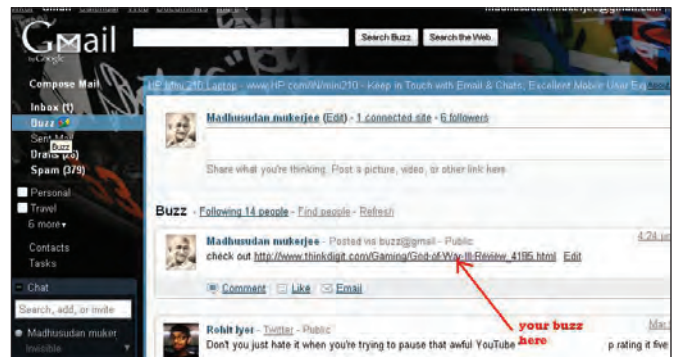 Gmail
by Google
Search Buzz
Search the Web
Compose Mail
HP Mini 210 Laptop - www.HP.com/IN/mini210 - Keep in Touch with Email & Chats, Excellent Mobile User Exp
Inbox (1)
Buzz
Sent Mail
Buzz
Drafts (26)
Spam (379)
Personal
Travel
6 more▾
Contacts
Tasks
Chat
Search, add, or invite
Madhusudan muker
Invisible
Madhusudan mukerjee (Edit) - 1 connected site - 6 followers
Share what you're thinking. Post a picture, video, or other link here
Buzz - Following 14 people - Find people - Refresh
Madhusudan mukerjee - Posted via buzz@gmail - Public
4:24 pm
check out http://www.thinkdigit.com/Gaming/God-of-War-III-Review_4185.html Edit
Comment Like Email
your buzz
here
Rohit Iyer - Twitter - Public
Mar
Don't you just hate it when you're trying to pause that awful YouTube
p rating it five